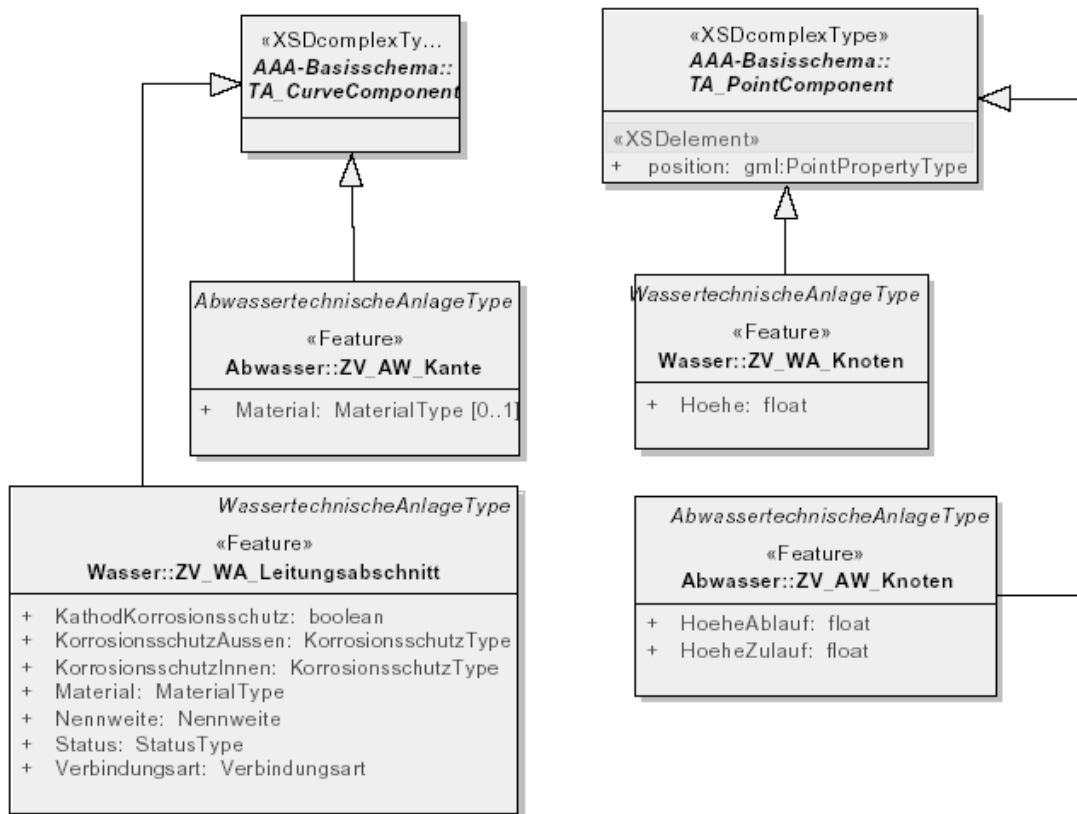 «XSDcomplexTy...
AAA-Basisschema::
TA_CurveComponent
«XSDcomplexType»
AAA-Basisschema::
TA_PointComponent
«XSDelement»
+ position: gml:PointPropertyType
AbwassertechnischeAnlageType
«Feature»
Abwasser::ZV_AW_Kante
+ Material: MaterialType [0..1]
WassertechnischeAnlageType
«Feature»
Wasser::ZV_WA_Knoten
+ Hoehe: float
WassertechnischeAnlageType
«Feature»
Wasser::ZV_WA_Leitungsabschnitt
+ KathodKorrosionsschutz: boolean
+ KorrosionsschutzAussen: KorrosionsschutzType
+ KorrosionsschutzInnen: KorrosionsschutzType
+ Material: MaterialType
+ Nennweite: Nennweite
+ Status: StatusType
+ Verbindungsart: Verbindungsart
AbwassertechnischeAnlageType
«Feature»
Abwasser::ZV_AW_Knoten
+ HoeheAblauf: float
+ HoeheZulauf: float